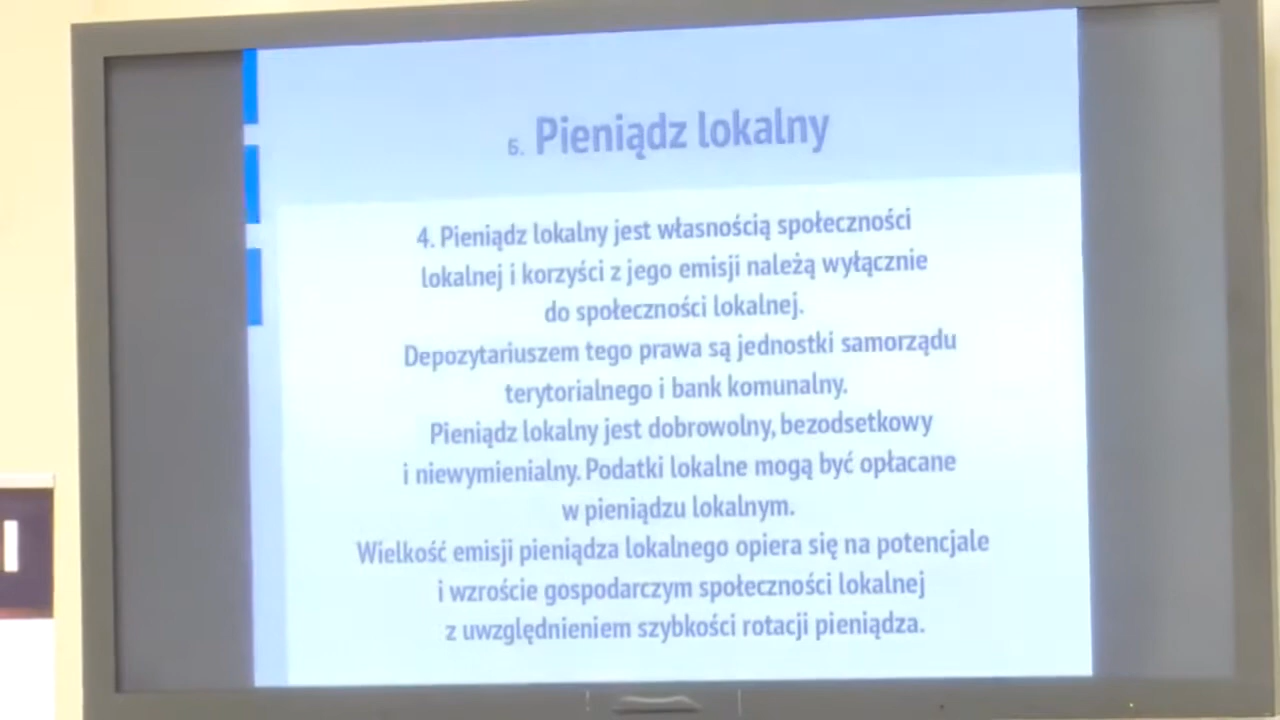 5. Pieniądz lokalny
4. Pieniądz lokalny jest własnością społeczności
lokalnej i korzyści z jego emisji należą wyłącznie
do społeczności lokalnej.
Depozytariuszem tego prawa są jednostki samorządu
terytorialnego i bank komunalny.
Pieniądz lokalny jest dobrowolny, bezodsetkowy
i niewymienialny. Podatki lokalne mogą być opłacane
w pieniądzu lokalnym.
Wielkość emisji pieniądza lokalnego opiera się na potencjale
i wzroście gospodarczym społeczności lokalnej
z uwzględnieniem szybkości rotacji pieniądza.